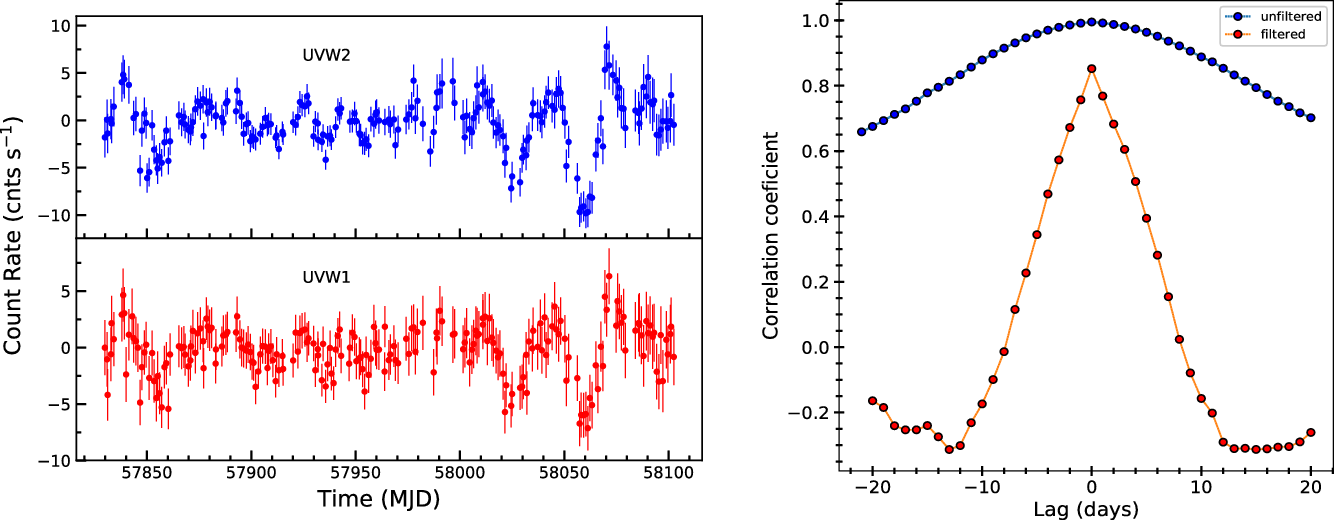 10
5
0
−5
−10
UVW2
5
0
−5
−10
UVW1
Count Rate (cnts s−1)
57850 57900 57950 58000 58050 58100
Time (MJD)
1.0
0.8
0.6
0.4
0.2
0.0
−0.2
Correlation coeficient
unfiltered
filtered
−20 −10 0 10 20
Lag (days)